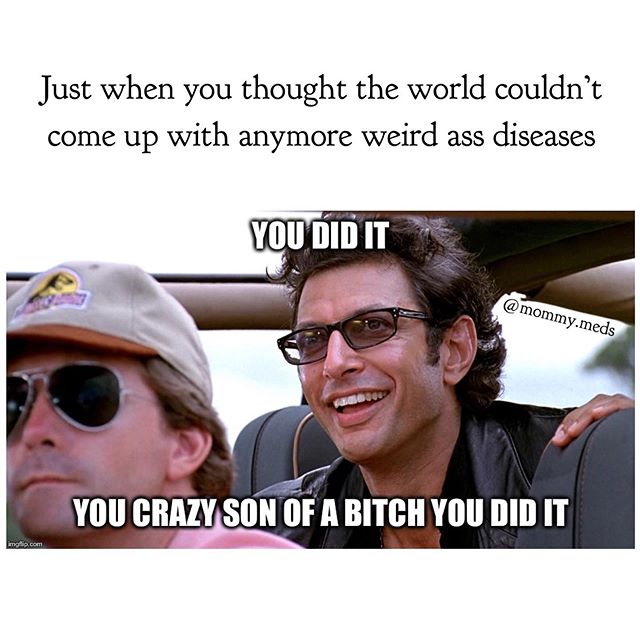 Just when you thought the world couldn't
come up with anymore weird ass diseases
YOU DID IT
@mommy.meds
YOU CRAZY SON OF A BITCH YOU DID IT
imgflip.com